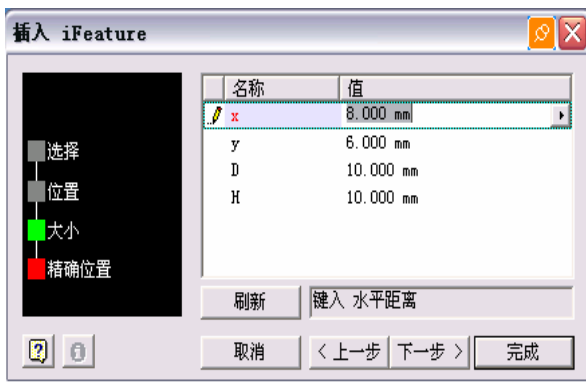 插入 iFeature
名称 值
x 8.000 mm
y 6.000 mm
D 10.000 mm
H 10.000 mm
选择
位置
大小
精确位置
刷新 键入 水平距离
取消 < 上一步 下一步 > 完成